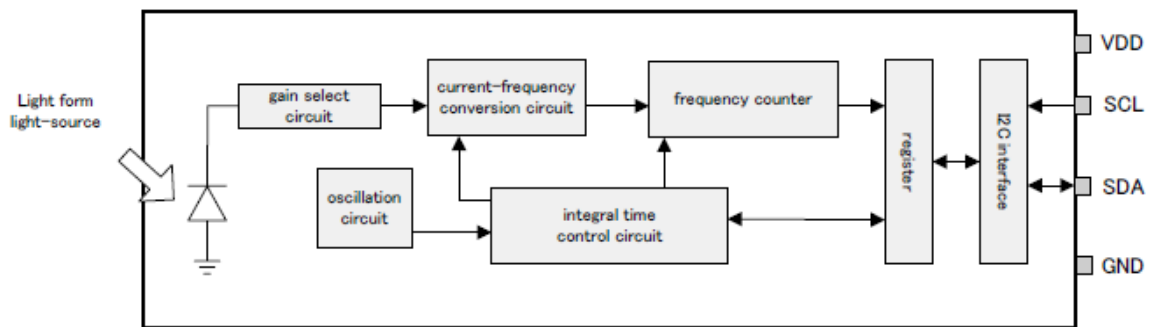 Light form
light-source
gain select
circuit
current-frequency
conversion circuit
frequency counter
oscillation
circuit
integral time
control circuit
register
I2C interface
VDD
SCL
SDA
GND